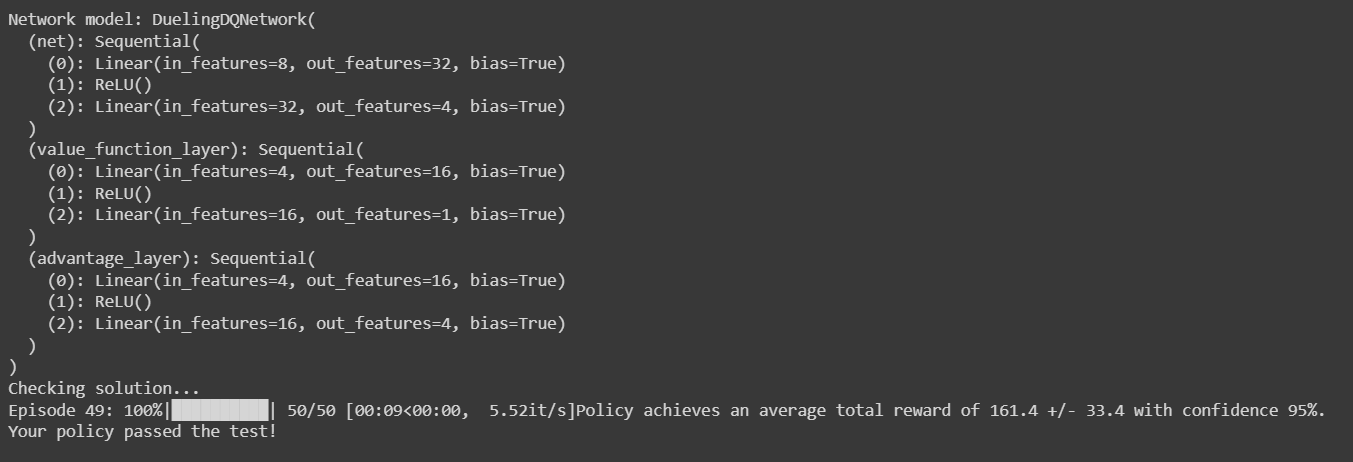 Network model: DuelingDQNetwork(
  (net): Sequential(
    (0): Linear(in_features=8, out_features=32, bias=True)
    (1): ReLU()
    (2): Linear(in_features=32, out_features=4, bias=True)
  )
  (value_function_layer): Sequential(
    (0): Linear(in_features=4, out_features=16, bias=True)
    (1): ReLU()
    (2): Linear(in_features=16, out_features=1, bias=True)
  )
  (advantage_layer): Sequential(
    (0): Linear(in_features=4, out_features=16, bias=True)
    (1): ReLU()
    (2): Linear(in_features=16, out_features=4, bias=True)
  )
)
Checking solution...
Episode 49: 100%|██████████| 50/50 [00:09<00:00,  5.52it/s]Policy achieves an average total reward of 161.4 +/- 33.4 with confidence 95%.
Your policy passed the test!